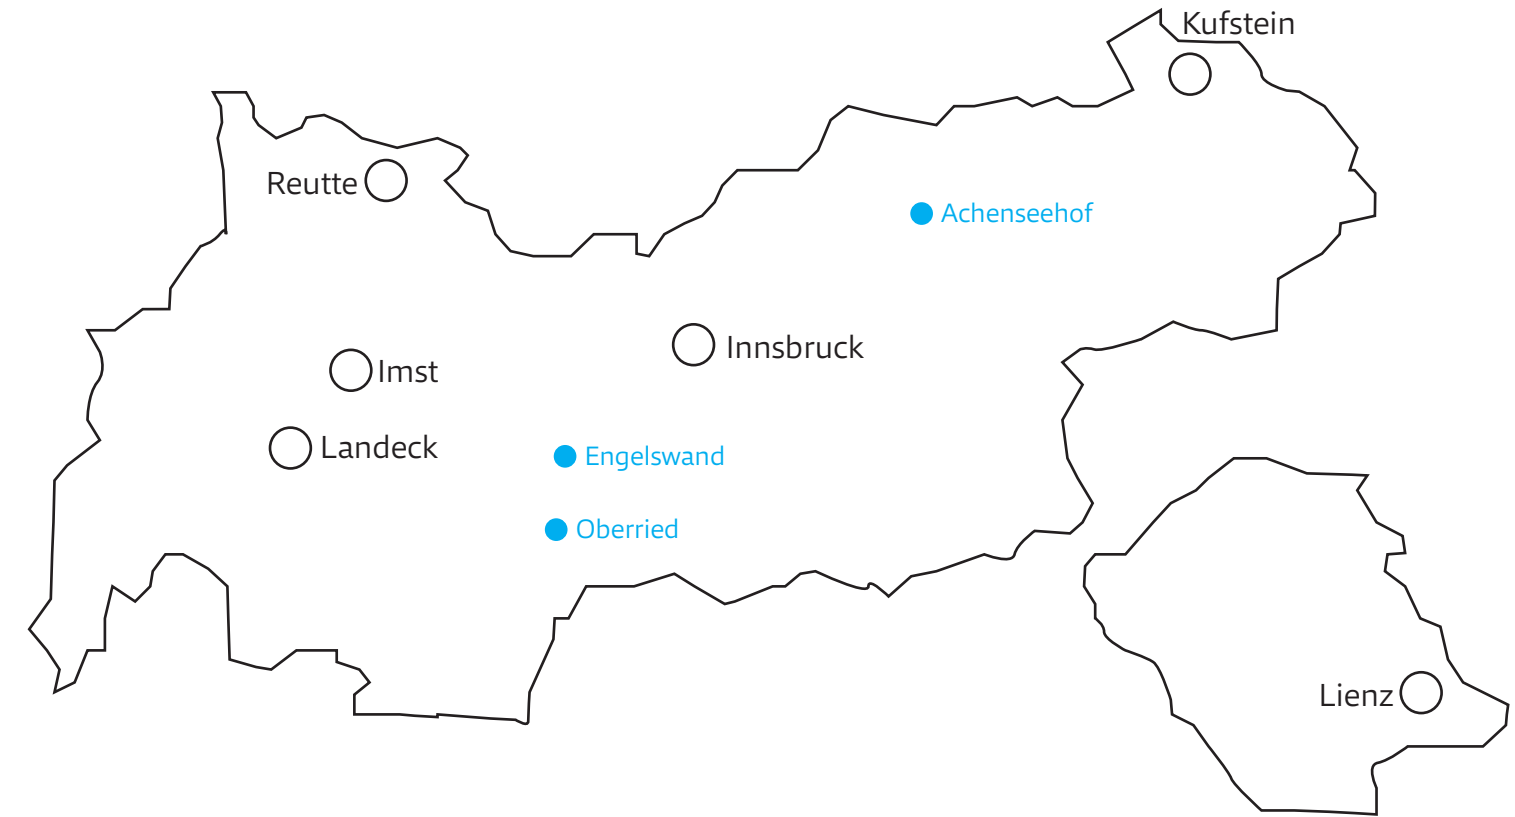 Kufstein
Reutte
Achenseehof
Innsbruck
Imst
Landeck
Engelswand
Oberried
Lienz